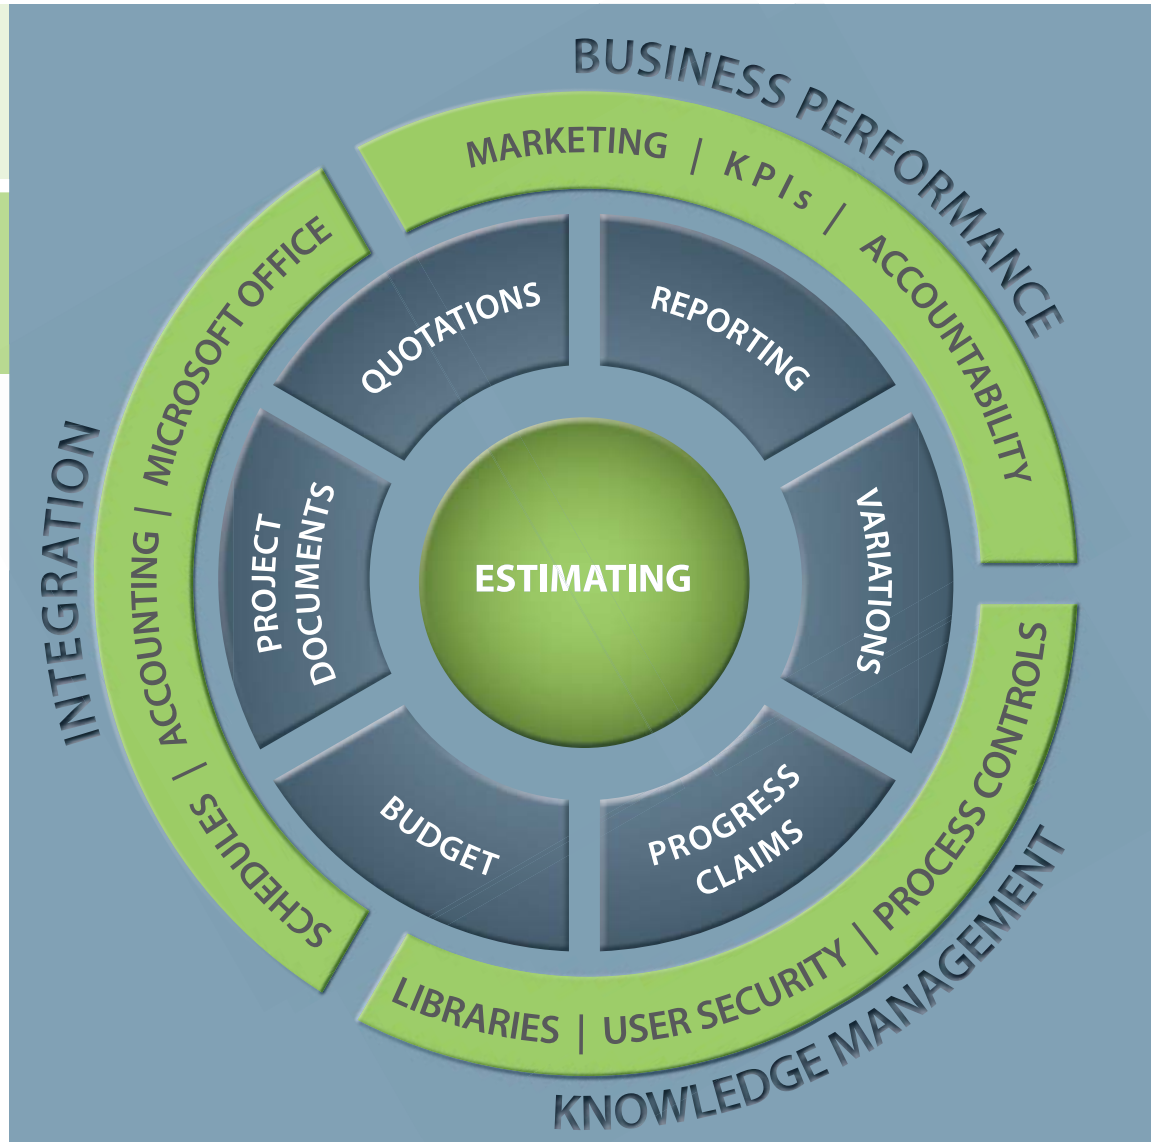 BUSINESS PERFORMANCE
MARKETING | KPIs | ACCOUNTABILITY
INTEGRATION
SCHEDULES | ACCOUNTING | MICROSOFT OFFICE
QUOTATIONS
REPORTING
PROJECT
DOCUMENTS
ESTIMATING
VARIATIONS
BUDGET
PROGRESS
CLAIMS
LIBRARIES | USER SECURITY | PROCESS CONTROLS
KNOWLEDGE MANAGEMENT